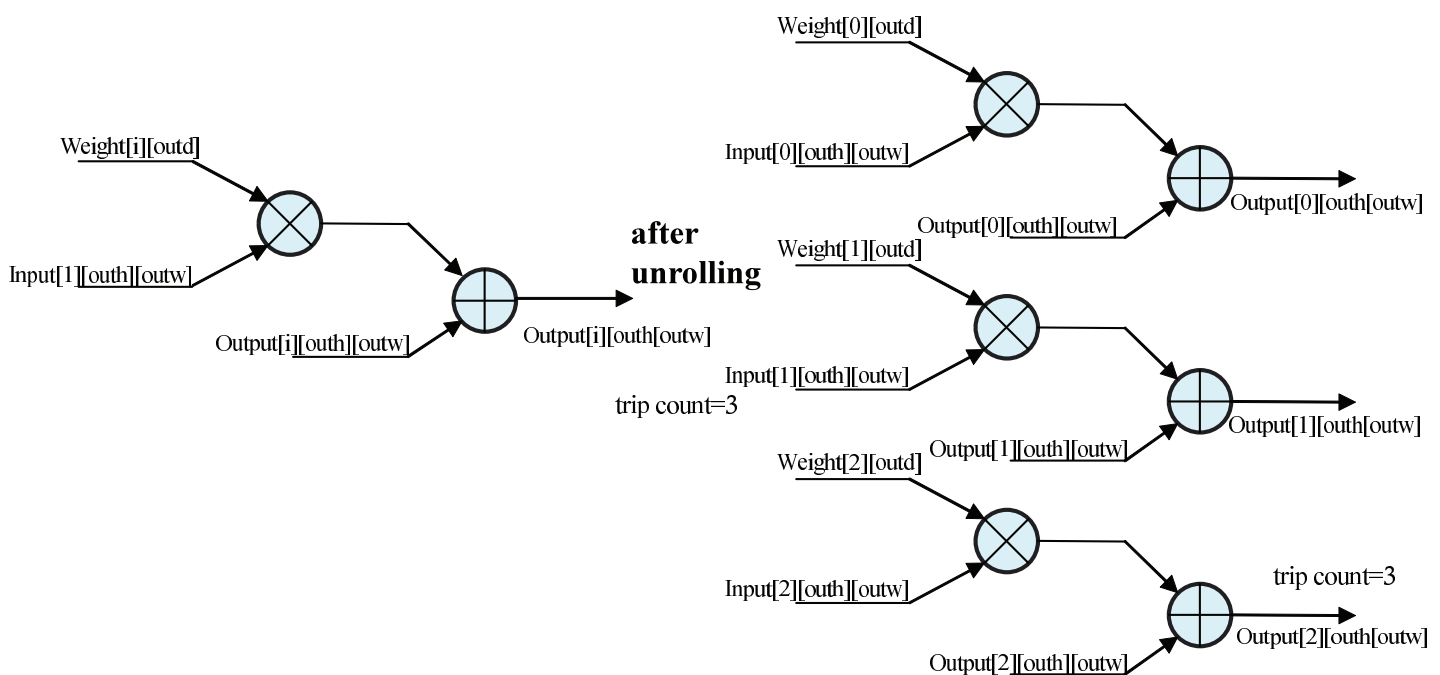 Weight[i][outd]
Input[1][outh][outw]
Output[i][outh][outw]
Output[i][outh[outw]
after
unrolling
trip count=3
Weight[0][outd]
Input[0][outh][outw]
Output[0][outh][outw]
Output[0][outh[outw]
Weight[1][outd]
Input[1][outh][outw]
Output[1][outh][outw]
Output[1][outh[outw]
Weight[2][outd]
Input[2][outh][outw]
trip count=3
Output[2][outh[outw]
Output[2][outh][outw]